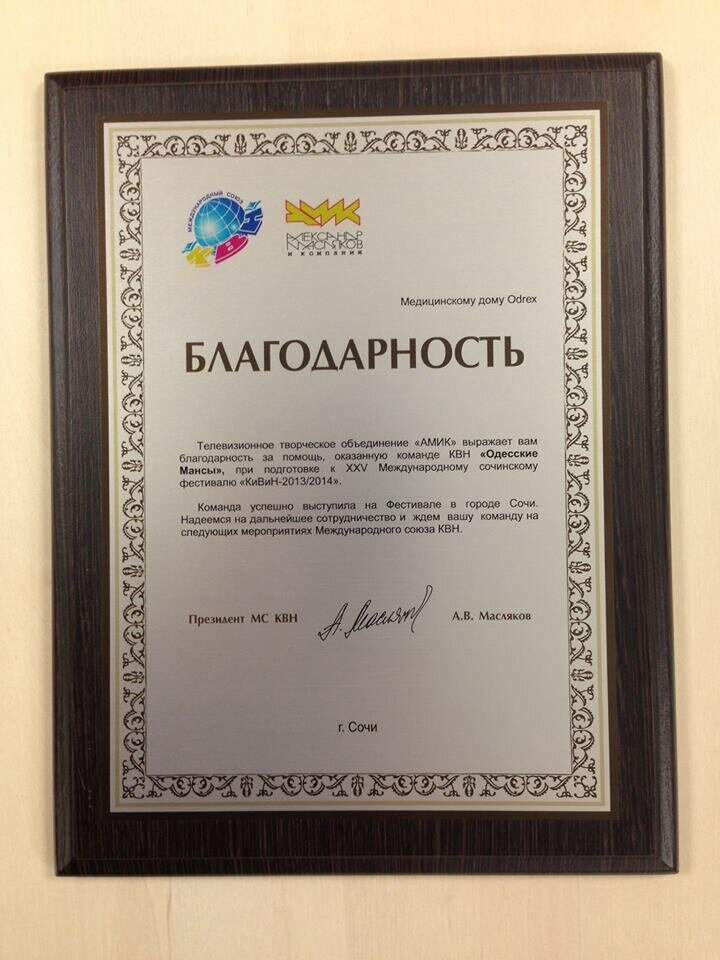 МЕЖДУНАРОДНЫЙ СОЮЗ
КВН
АМИК
АЛЕКСАНДР
МАСЛЯКОВ
и компания
Медицинскому дому Odrex
БЛАГОДАРНОСТЬ
Телевизионное творческое объединение «АМИК» выражает вам
благодарность за помощь, оказанную команде КВН «Одесские
Мансы», при подготовке к XXV Международному сочинскому
фестивалю «КиВиН-2013/2014».
Команда успешно выступила на Фестивале в городе Сочи.
Надеемся на дальнейшее сотрудничество и ждем вашу команду на
следующих мероприятиях Международного союза КВН.
Президент МС КВН А. Масляков А.В. Масляков
г. Сочи